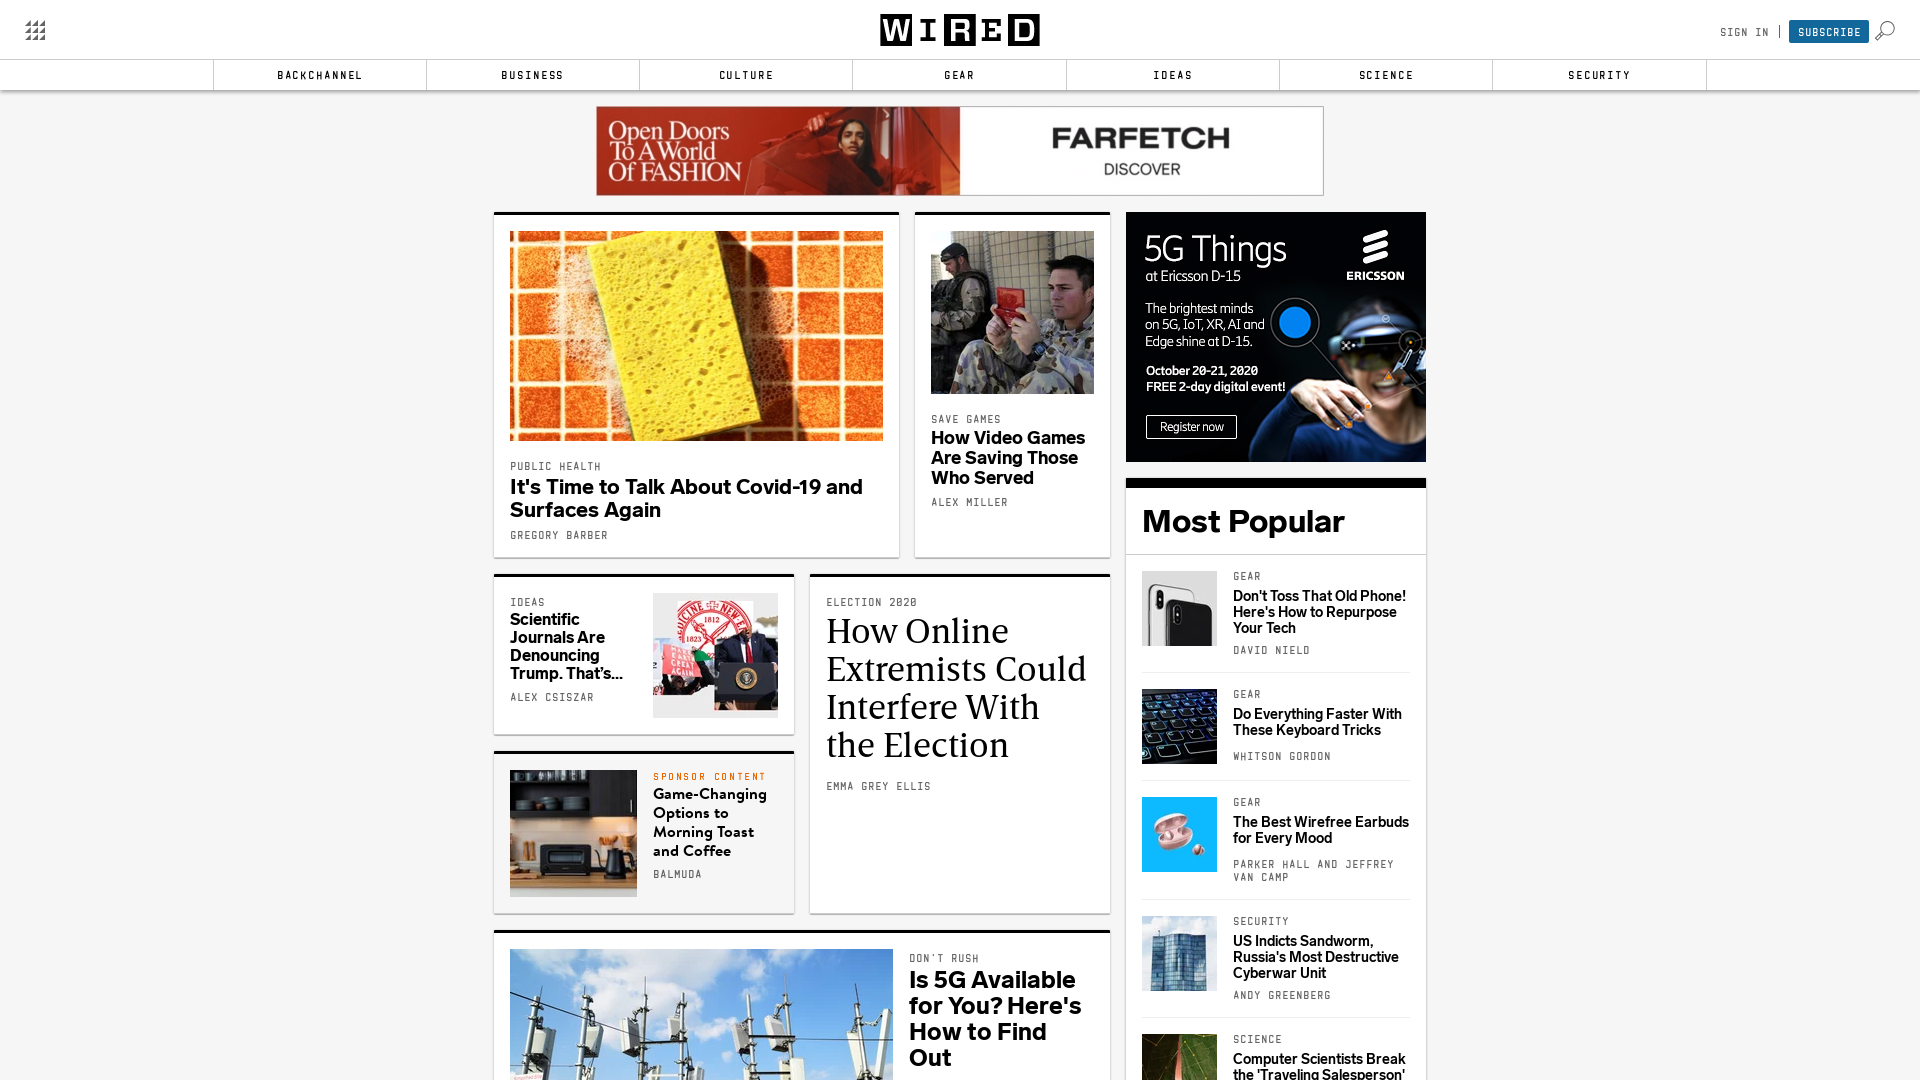 WIRED
SIGN IN
SUBSCRIBE
BACKCHANNEL
BUSINESS
CULTURE
GEAR
IDEAS
SCIENCE
SECURITY
Open Doors
To A World
Of FASHION
FARFETCH
DISCOVER
PUBLIC HEALTH
It's Time to Talk About Covid-19 and
Surfaces Again
GREGORY BARBER
SAVE GAMES
How Video Games
Are Saving Those
Who Served
ALEX MILLER
5G Things
at Ericsson D-15
ERICSSON
The brightest minds
on 5G, IoT, XR, AI and
Edge shine at D-15.
October 20-21, 2020
FREE 2-day digital event!
Register now
IDEAS
Scientific
Journals Are
Denouncing
Trump. That’s...
ALEX CSISZAR
1812
1823
ELECTION 2020
How Online
Extremists Could
Interfere With
the Election
EMMA GREY ELLIS
SPONSOR CONTENT
Game-Changing
Options to
Morning Toast
and Coffee
BALMUDA
DON'T RUSH
Is 5G Available
for You? Here's
How to Find
Out
Most Popular
GEAR
Don't Toss That Old Phone!
Here's How to Repurpose
Your Tech
DAVID NIELD
GEAR
Do Everything Faster With
These Keyboard Tricks
WHITSON GORDON
GEAR
The Best Wirefree Earbuds
for Every Mood
PARKER HALL AND JEFFREY
VAN CAMP
SECURITY
US Indicts Sandworm,
Russia's Most Destructive
Cyberwar Unit
ANDY GREENBERG
SCIENCE
Computer Scientists Break
the 'Traveling Salesperson'